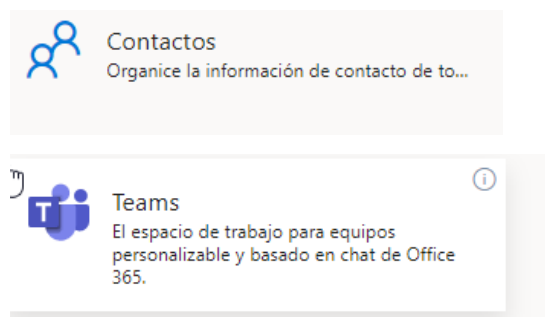 Contactos
Organice la información de contacto de to...
T
Teams
El espacio de trabajo para equipos
personalizable y basado en chat de Office
365.